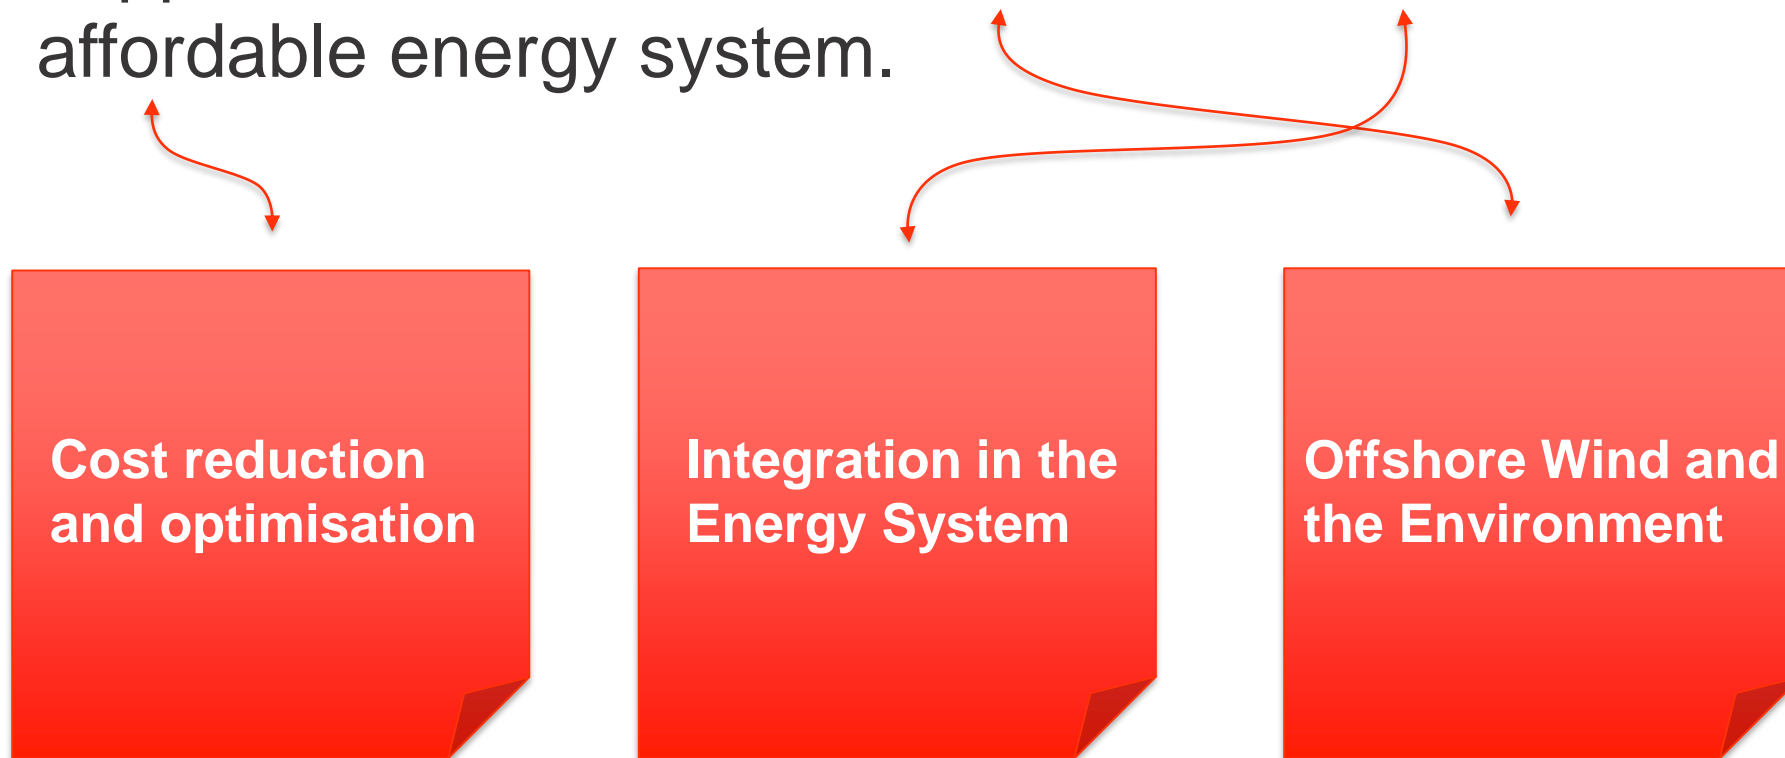 affordable energy system.
Cost reduction
and optimisation
Integration in the
Energy System
Offshore Wind and
the Environment